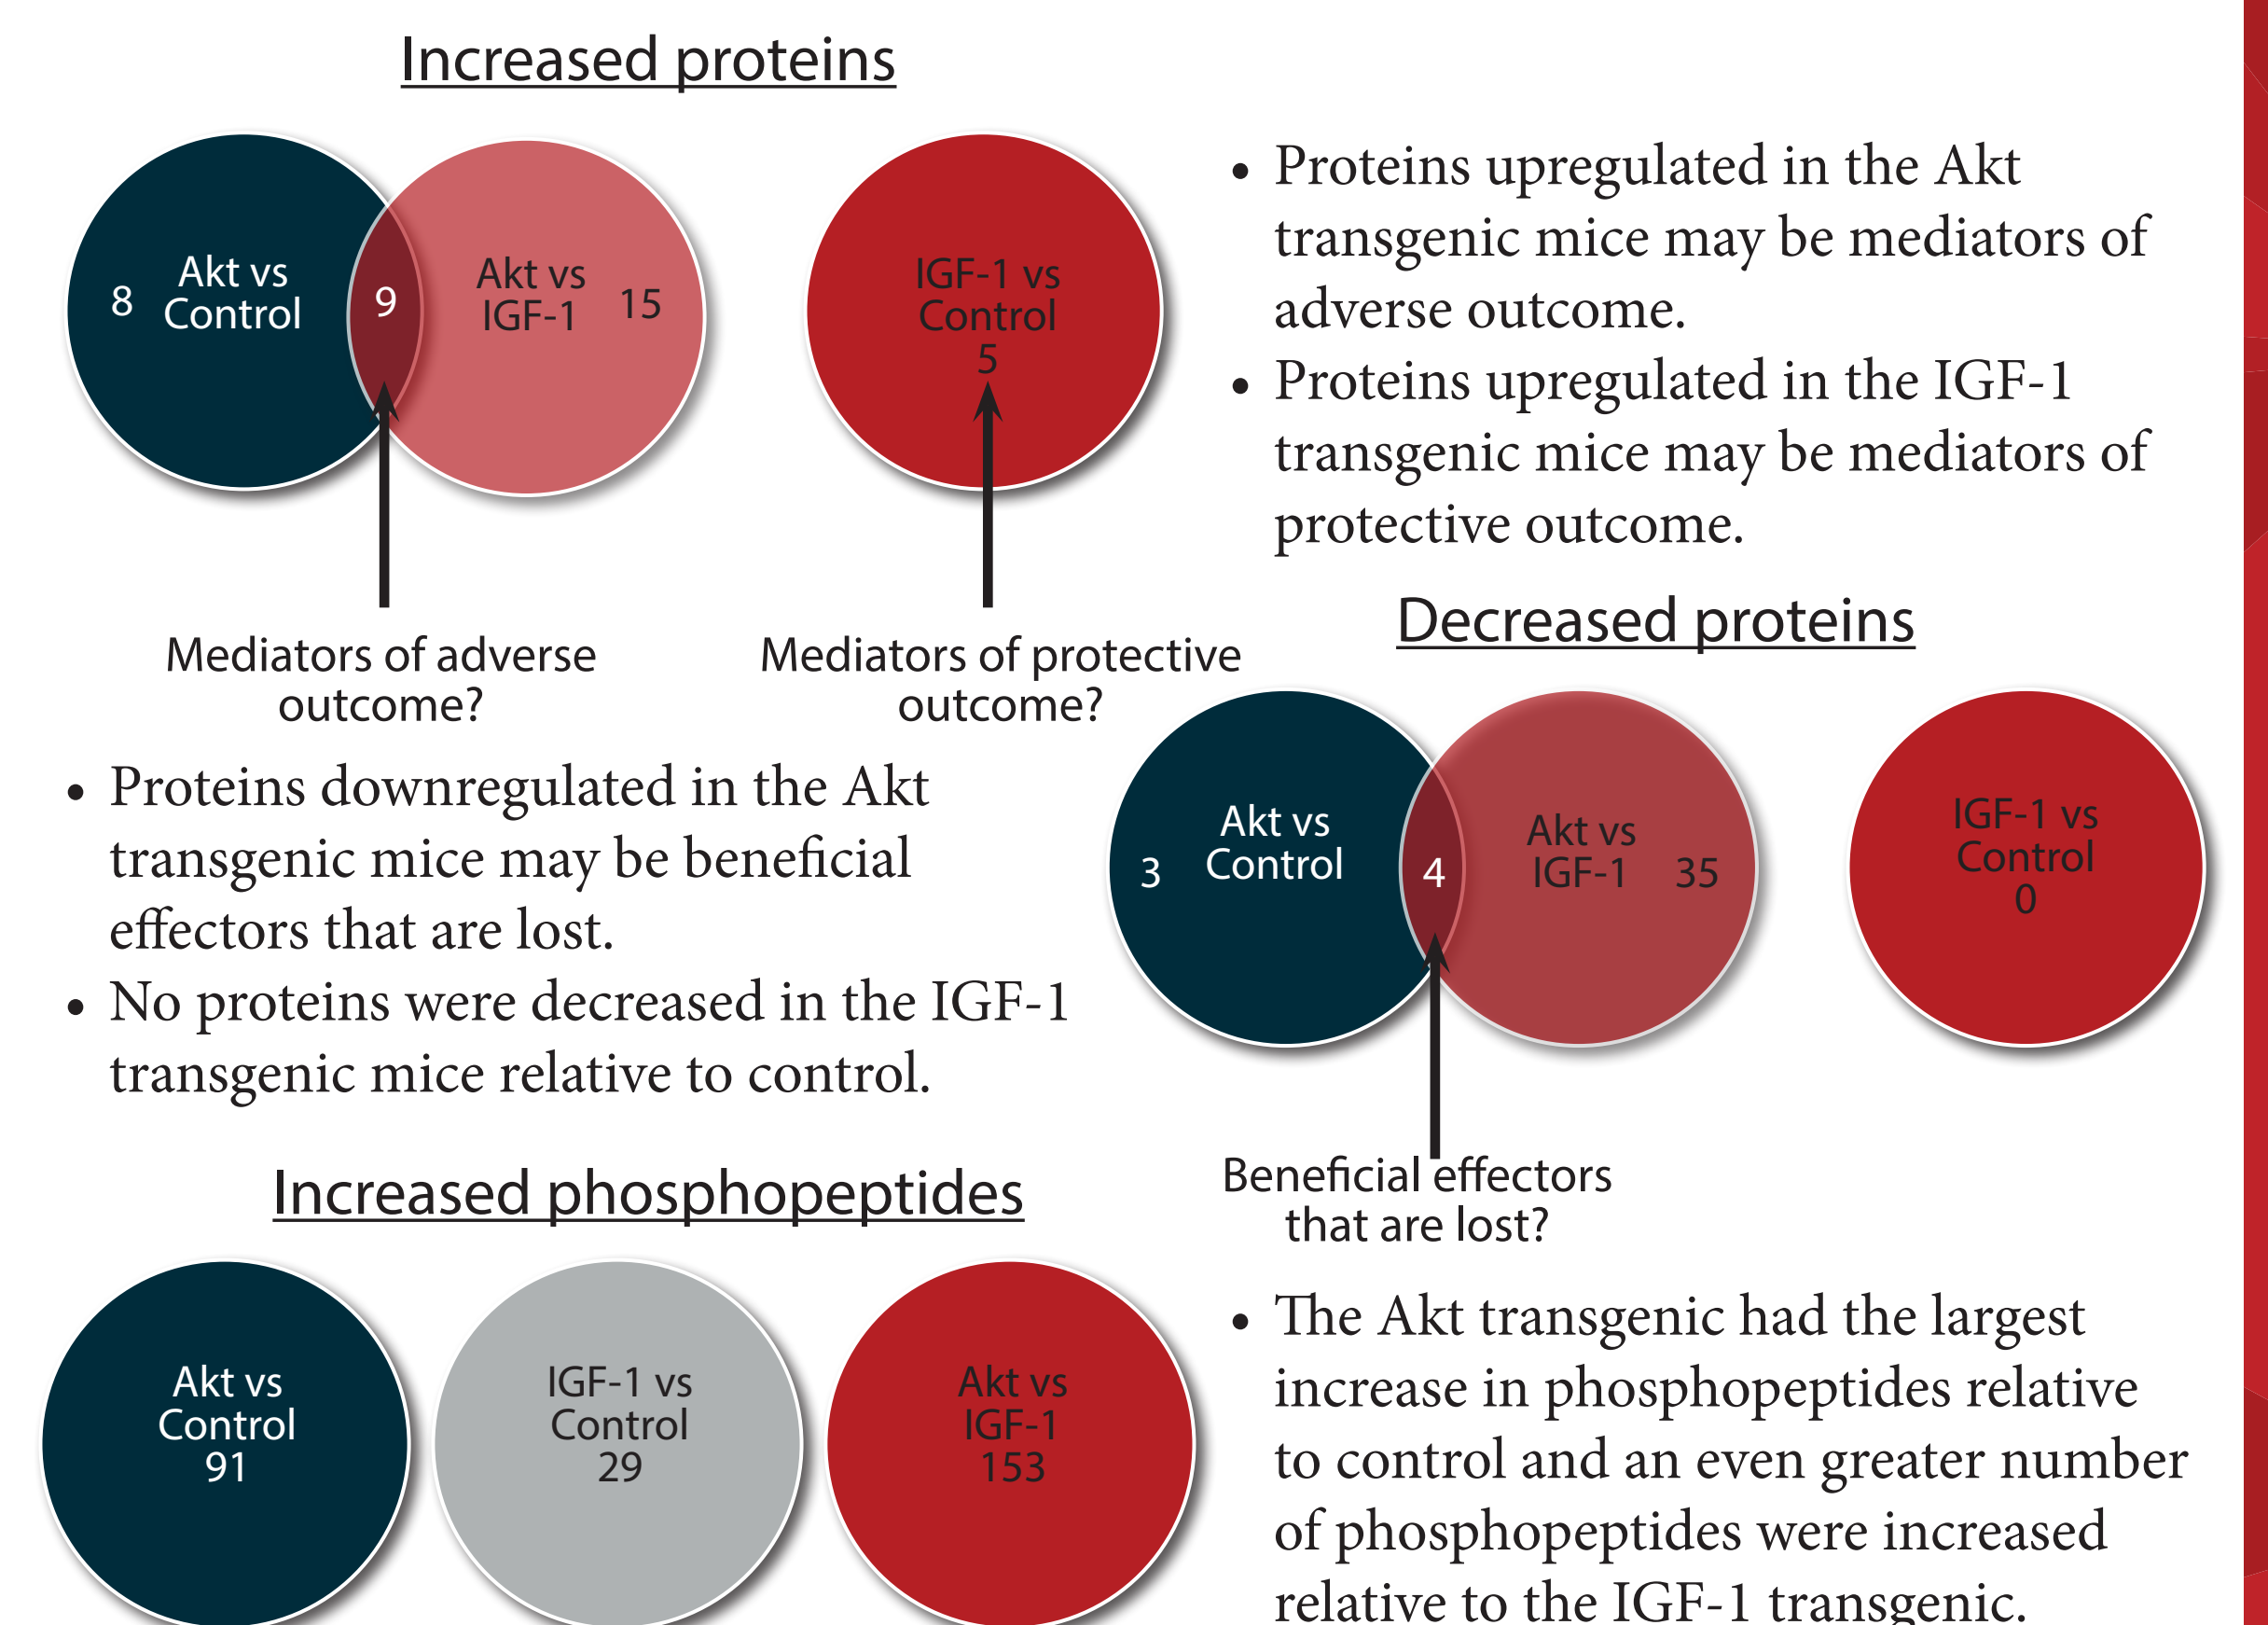 Increased proteins
8
Akt vs
Control
9
Akt vs
IGF-1
15
IGF-1 vs
Control
5
Mediators of adverse
outcome?
Mediators of protective
outcome?
• Proteins upregulated in the Akt
transgenic mice may be mediators of
adverse outcome.
• Proteins upregulated in the IGF-1
transgenic mice may be mediators of
protective outcome.
Decreased proteins
3
Akt vs
Control
4
Akt vs
IGF-1
35
IGF-1 vs
Control
0
Beneficial effectors
that are lost?
• Proteins downregulated in the Akt
transgenic mice may be beneficial
effectors that are lost.
• No proteins were decreased in the IGF-1
transgenic mice relative to control.
Increased phosphopeptides
Akt vs
Control
91
IGF-1 vs
Control
29
Akt vs
IGF-1
153
• The Akt transgenic had the largest
increase in phosphopeptides relative
to control and an even greater number
of phosphopeptides were increased
relative to the IGF-1 transgenic.